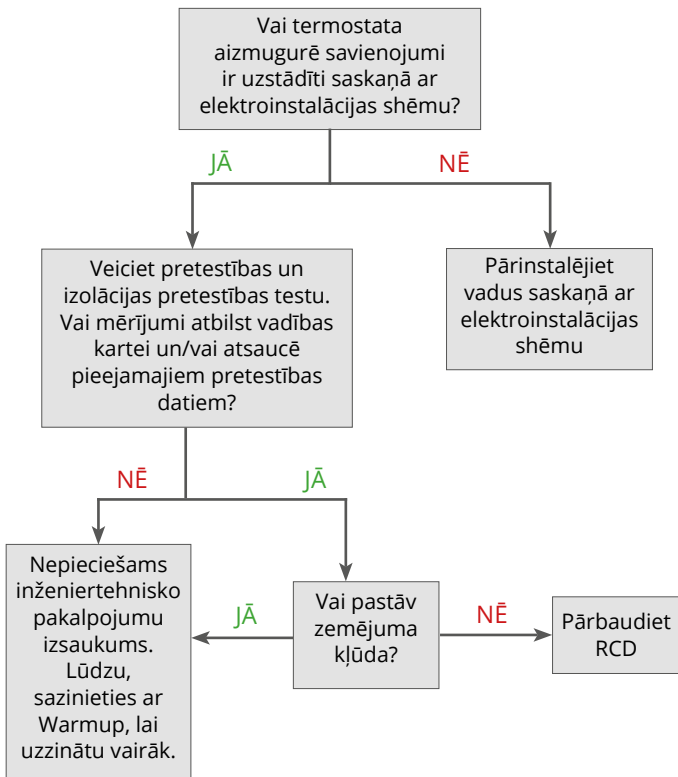 Vai termostata
aizmugurē savienojumi
ir uzstādīti saskaņā ar
elektroinstalācijas shēmu?
JĀ
NĒ
Veiciet pretestības un
izolācijas pretestības testu.
Vai mērījumi atbilst vadības
kartei un/vai atsaucē
pieejamajiem pretestības
datiem?
Pārinstalējiet
vadus saskaņā ar
elektroinstalācijas
shēmu
NĒ
JĀ
Nepieciešams
inženiertehnisko
pakalpojumu
izsaukums.
Lūdzu,
sazinieties ar
Warmup, lai
uzzinātu vairāk.
JĀ
Vai pastāv
zemējuma
kļūda?
NĒ
Pārbaudiet
RCD